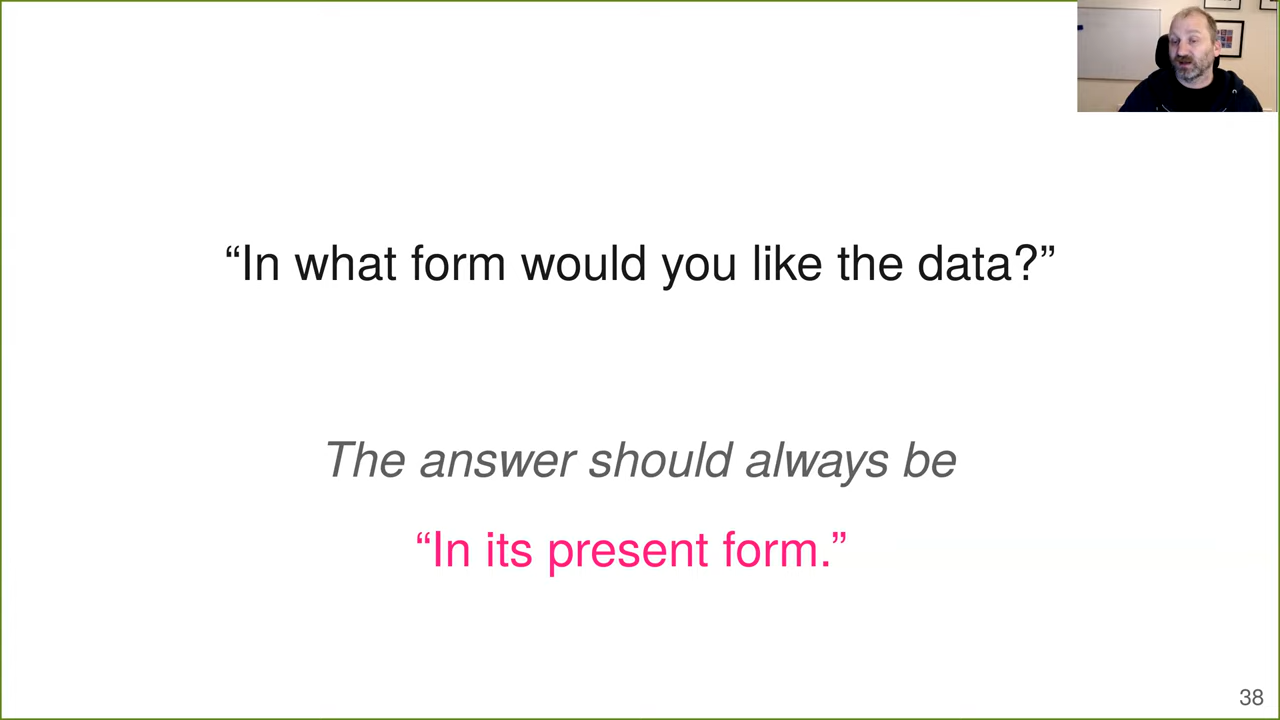 “In what form would you like the data?”
The answer should always be
“In its present form.”
38